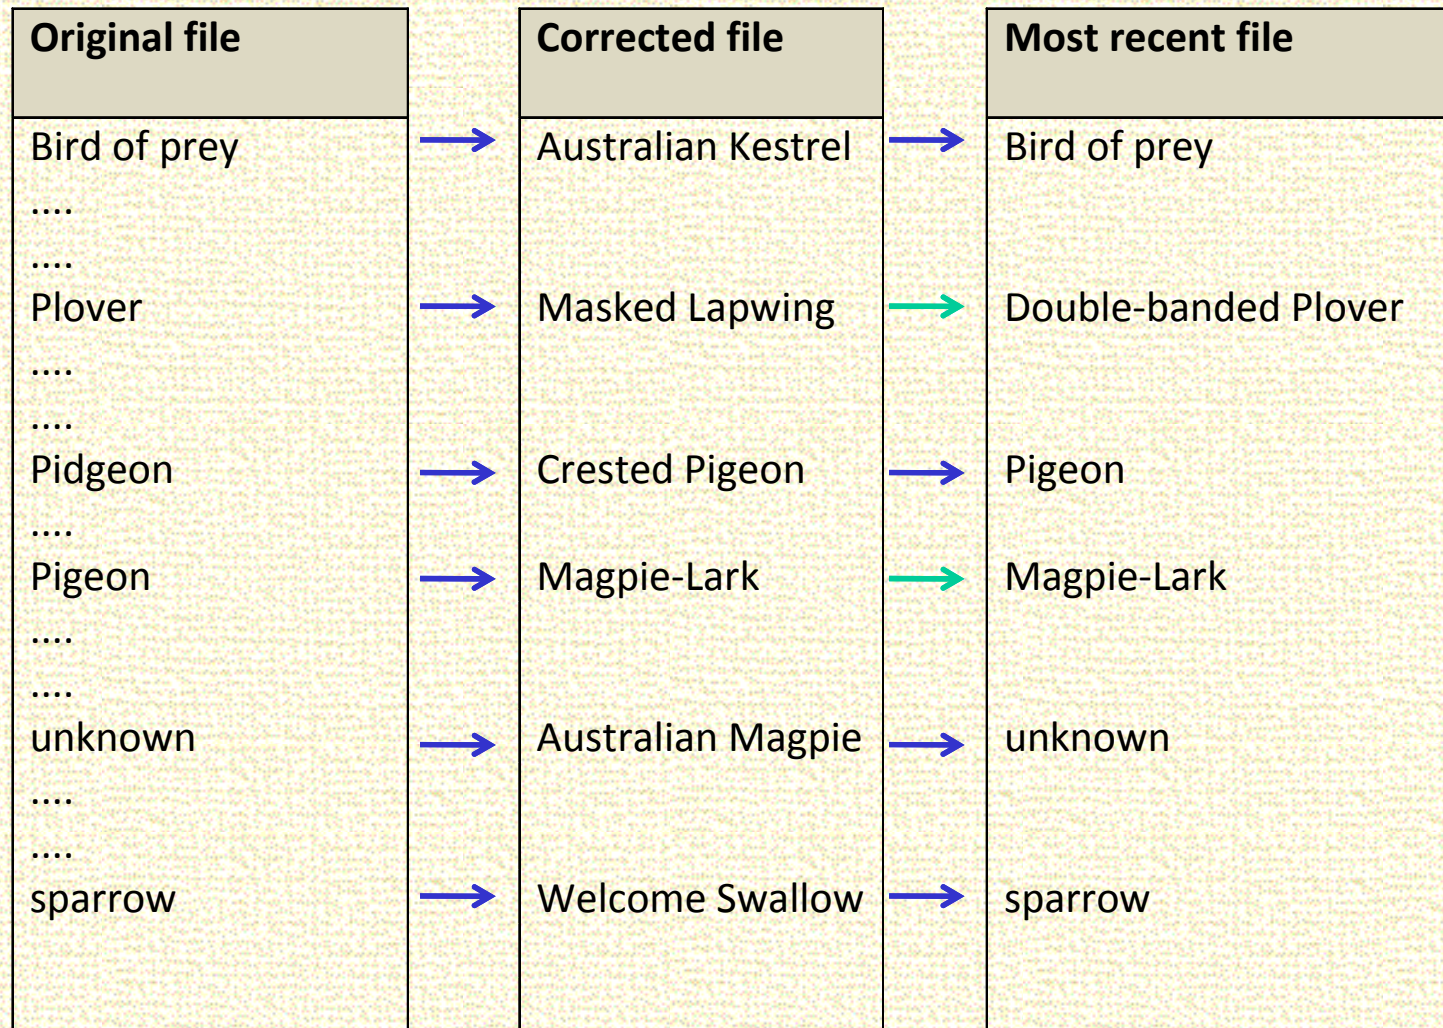 Original file Corrected file Most recent file
Bird of prey Australian Kestrel Bird of prey
....
....
Plover Masked Lapwing Double-banded Plover
....
....
Pidgeon Crested Pigeon Pigeon
....
Pigeon Magpie-Lark Magpie-Lark
....
....
unknown Australian Magpie unknown
....
....
sparrow Welcome Swallow sparrow